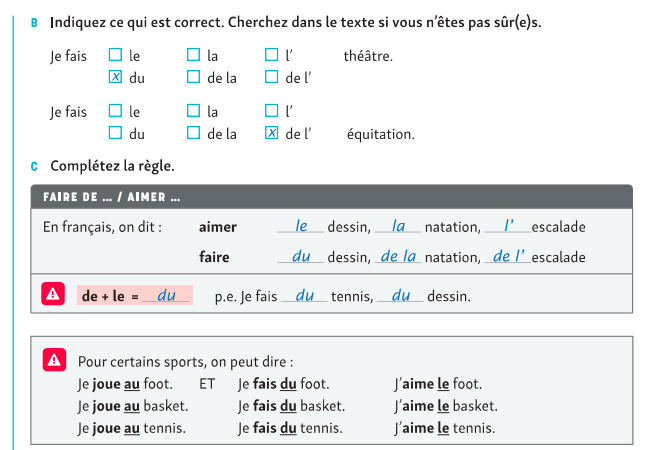 B Indiquez ce qui est correct. Cherchez dans le texte si vous n'êtes pas sûr(e)s.
Je fais ☐ le ☐ la ☐ l' théâtre.
☒ du ☐ de la ☐ de l'
Je fais ☐ le ☐ la ☐ l'
☐ du ☐ de la ☒ de l' équitation.
C Complétez la règle.
FAIRE DE ... / AIMER ...
En français, on dit : aimer le dessin, la natation, l' escalade
faire du dessin, de la natation, de l' escalade
de + le = du p.e. Je fais du tennis, du dessin.
Pour certains sports, on peut dire :
Je joue au foot. ET Je fais du foot. J'aime le foot.
Je joue au basket. Je fais du basket. J'aime le basket.
Je joue au tennis. Je fais du tennis. J'aime le tennis.